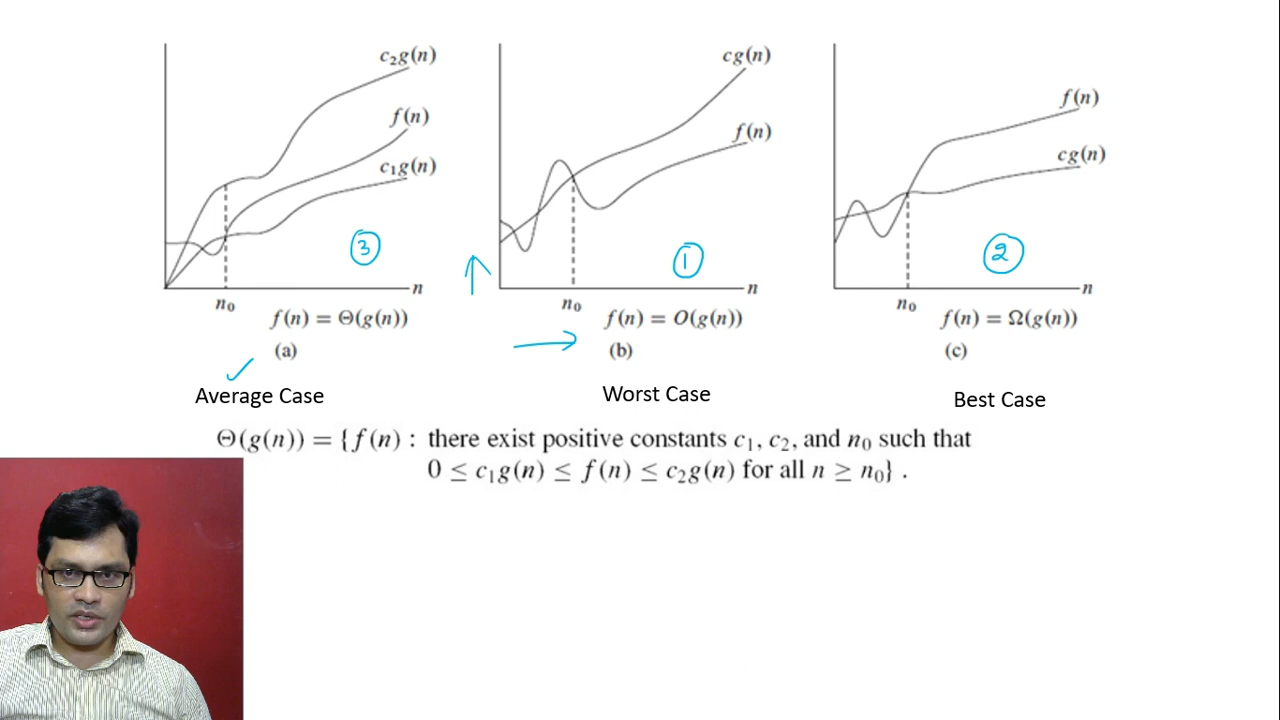 c₂g(n)
f(n)
c₁g(n)
3
n
n₀
f(n) = Θ(g(n))
(a)
Average Case
cg(n)
f(n)
1
n
n₀
f(n) = O(g(n))
(b)
Worst Case
f(n)
cg(n)
2
n
n₀
f(n) = Ω(g(n))
(c)
Best Case
Θ(g(n)) = {f(n) : there exist positive constants c₁, c₂, and n₀ such that
0 ≤ c₁g(n) ≤ f(n) ≤ c₂g(n) for all n ≥ n₀} .